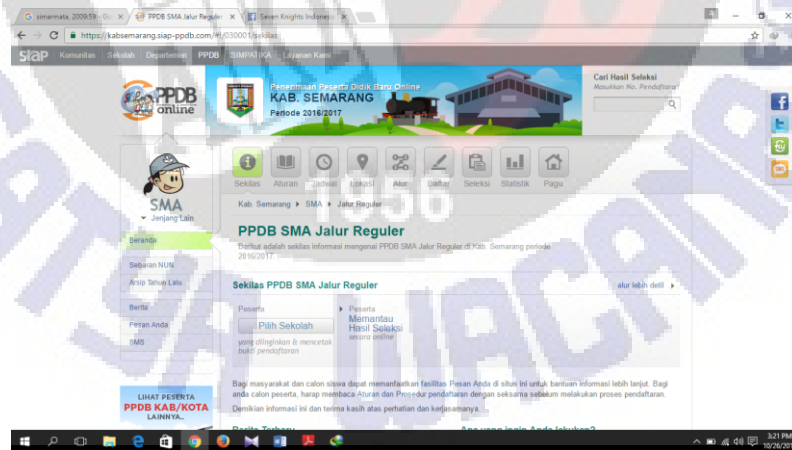 simarmata, 2009:59 - Go
PPDB SMA Jalur Reguler
Seven Knights Indonesia
https://kabsemarang.siap-ppdb.com/#!/030001/sekilas
siap Komunitas Sekolah Departemen PPDB SIMPATIKA Layanan Kami
PPDB
online
Penerimaan Peserta Didik Baru Online
KAB. SEMARANG
Periode 2016/2017
Cari Hasil Seleksi
Masukkan No. Pendaftaran
SMA
Jenjang Lain
Beranda
Sebaran NUN
Arsip Tahun Lalu
Berita
Pesan Anda
SMS
LIHAT PESERTA
PPDB KAB/KOTA
LAINNYA..
Sekilas Aturan Jadwal Lokasi Alur Daftar Seleksi Statistik Pagu
1956
Kab. Semarang SMA Jalur Reguler
PPDB SMA Jalur Reguler
Berikut adalah sekilas informasi mengenai PPDB SMA Jalur Reguler di Kab. Semarang periode
2016/2017.
Sekilas PPDB SMA Jalur Reguler
alur lebih detil
Peserta
Pilih Sekolah
yang diinginkan & mencetak
bukti pendaftaran
Peserta
Memantau
Hasil Seleksi
secara online
Bagi masyarakat dan calon siswa dapat memanfaatkan fasilitas Pesan Anda di situs ini untuk bantuan informasi lebih lanjut. Bagi
anda calon peserta, harap membaca Aturan dan Prosedur pendaftaran dengan seksama sebelum melakukan proses pendaftaran.
Demikian informasi ini dan terima kasih atas perhatian dan kerjasamanya.
Berita Terbaru
Apa yang ingin Anda lakukan?
3:21 PM
10/26/201